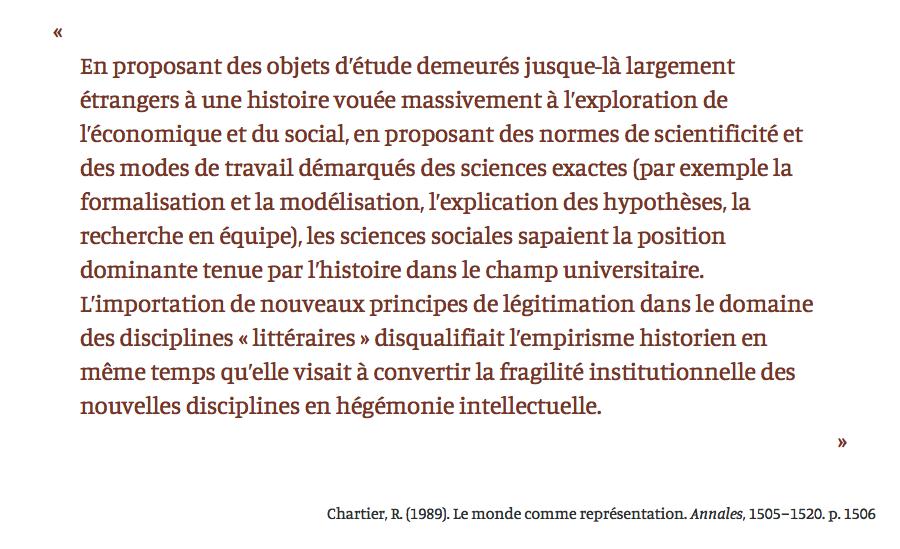 «
En proposant des objets d’étude demeurés jusque-là largement
étrangers à une histoire vouée massivement à l’exploration de
l’économique et du social, en proposant des normes de scientificité et
des modes de travail démarqués des sciences exactes (par exemple la
formalisation et la modélisation, l’explication des hypothèses, la
recherche en équipe), les sciences sociales sapaient la position
dominante tenue par l’histoire dans le champ universitaire.
L’importation de nouveaux principes de légitimation dans le domaine
des disciplines « littéraires » disqualifiait l’empirisme historien en
même temps qu’elle visait à convertir la fragilité institutionnelle des
nouvelles disciplines en hégémonie intellectuelle.
»
Chartier, R. (1989). Le monde comme représentation. Annales, 1505–1520. p. 1506